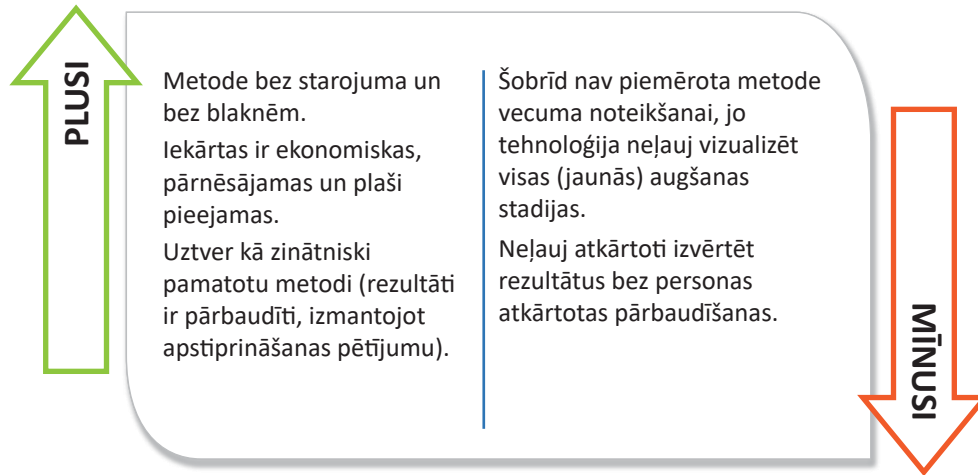 PLUSI
Metode bez starojuma un
bez blaknēm.
Iekārtas ir ekonomiskas,
pārnēsājamas un plaši
pieejamas.
Uztver kā zinātniski
pamatotu metodi (rezultāti
ir pārbaudīti, izmantojot
apstiprināšanas pētījumu).
Šobrīd nav piemērota metode
vecuma noteikšanai, jo
tehnoloģija neļauj vizualizēt
visas (jaunās) augšanas
stadijas.
Neļauj atkārtoti izvērtēt
rezultātus bez personas
atkārtotas pārbaudīšanas.
MĪNUSI